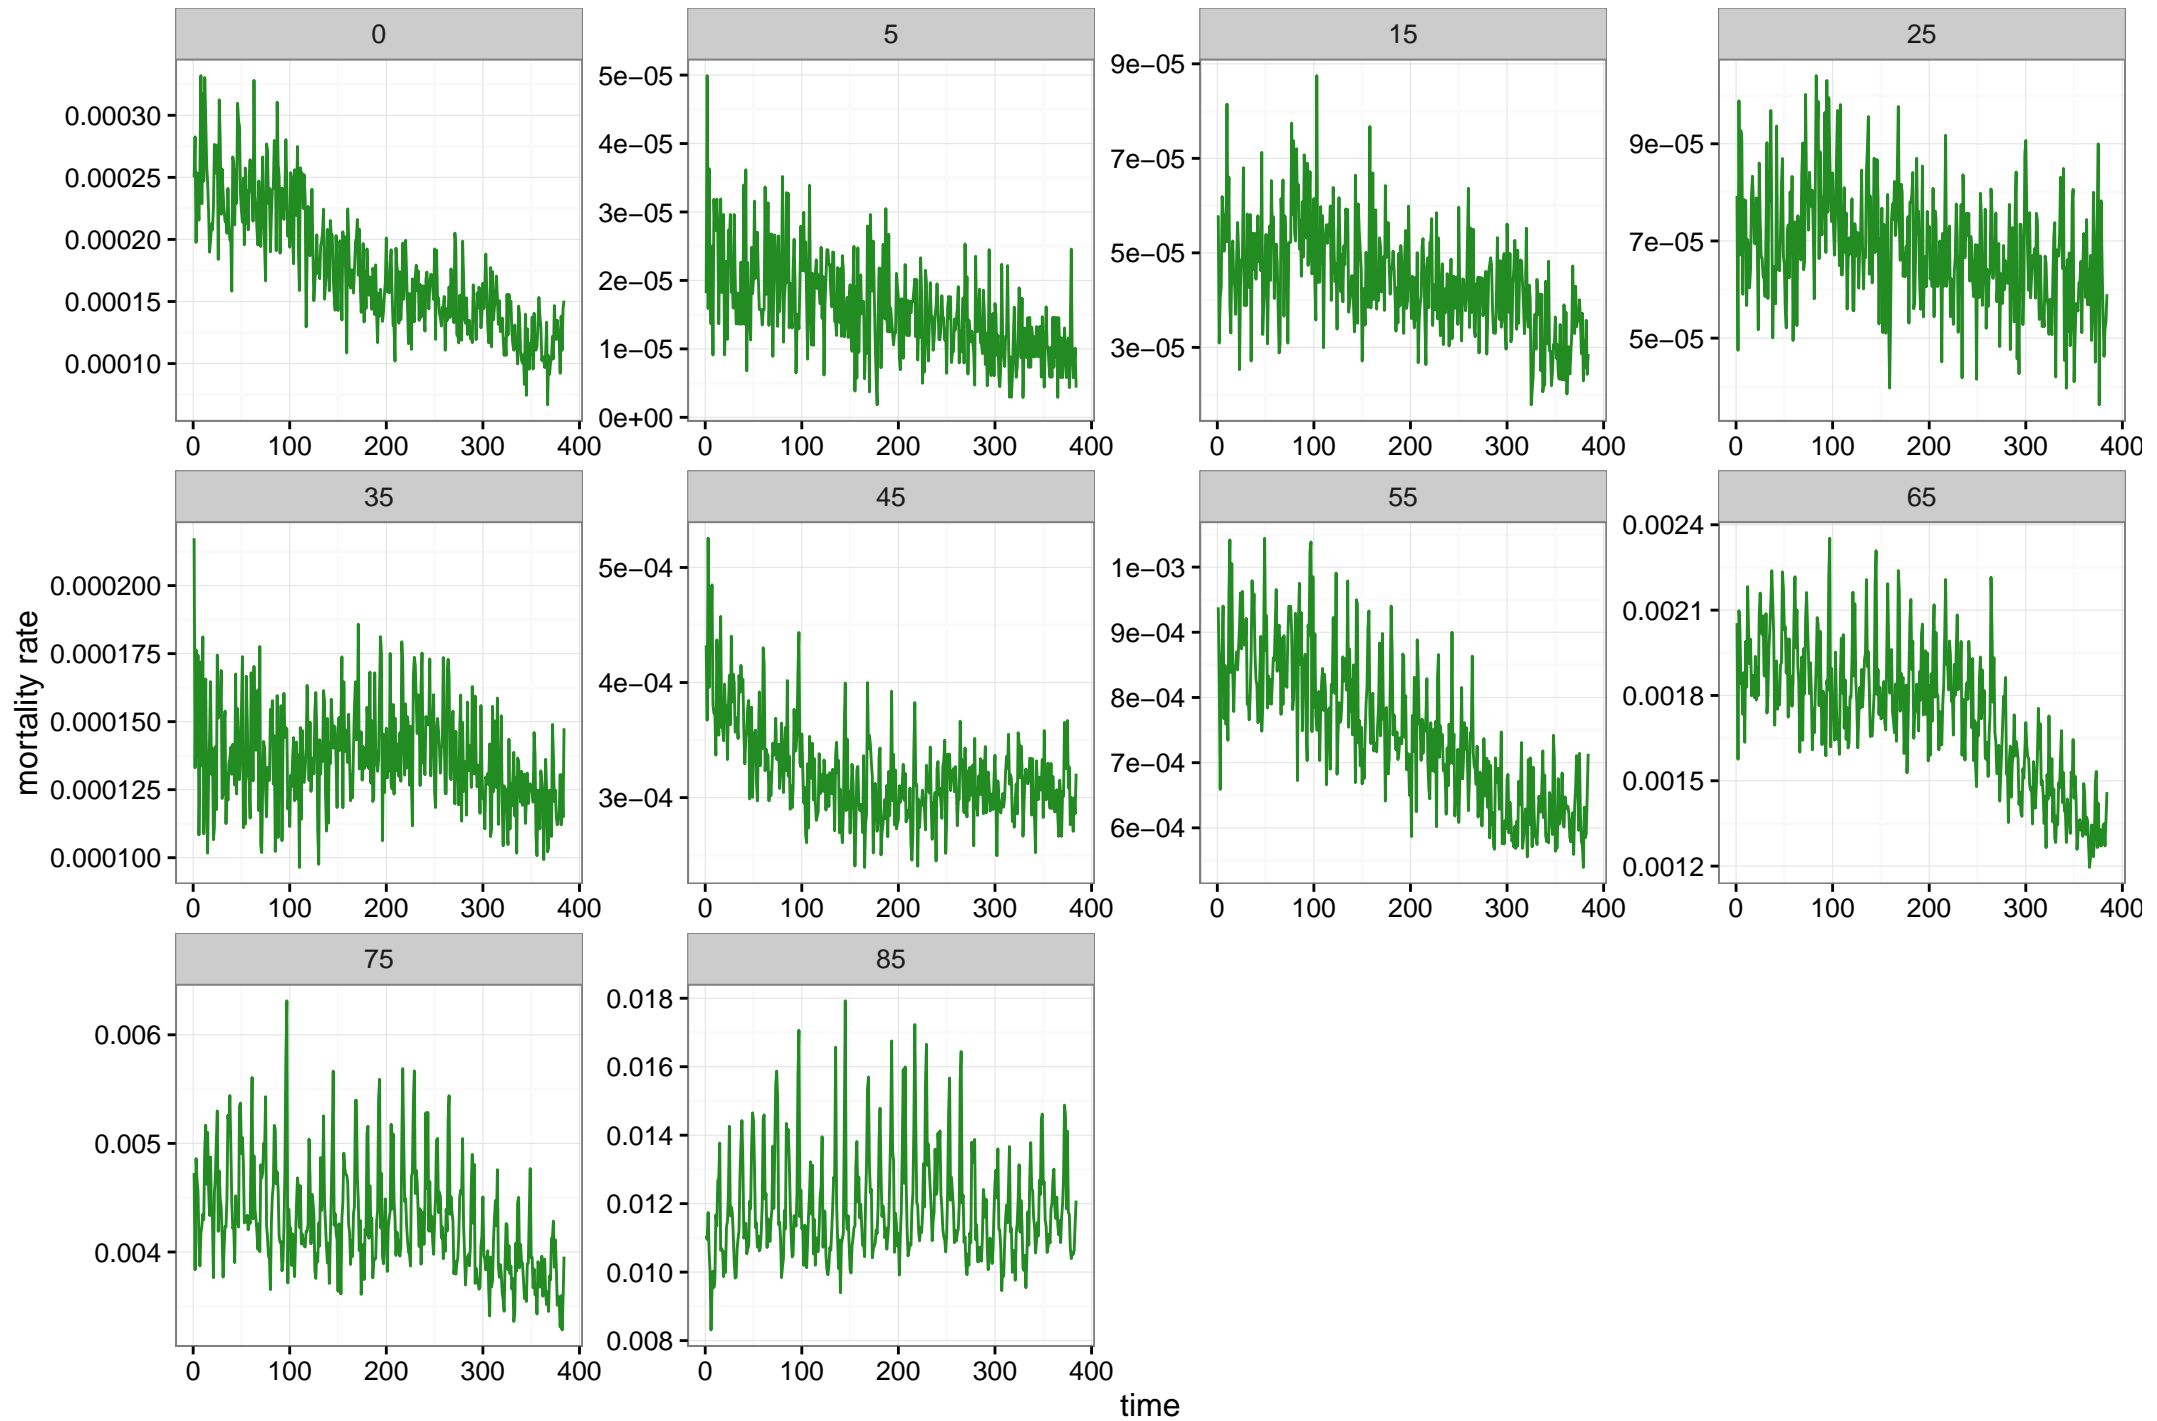 0 5 15 25
0.00030
0.00025
0.00020
0.00015
0.00010
0 100 200 300 400
5e−05
4e−05
3e−05
2e−05
1e−05
0e+00
0 100 200 300 400
9e−05
7e−05
5e−05
3e−05
0 100 200 300 400
9e−05
7e−05
5e−05
0 100 200 300 400
35 45 55 65
mortality rate
0.000200
0.000175
0.000150
0.000125
0.000100
0 100 200 300 400
5e−04
4e−04
3e−04
0 100 200 300 400
1e−03
9e−04
8e−04
7e−04
6e−04
0 100 200 300 400
0.0024
0.0021
0.0018
0.0015
0.0012
0 100 200 300 400
75 85
0.006
0.005
0.004
0 100 200 300 400
0.018
0.016
0.014
0.012
0.010
0.008
0 100 200 300 400
time